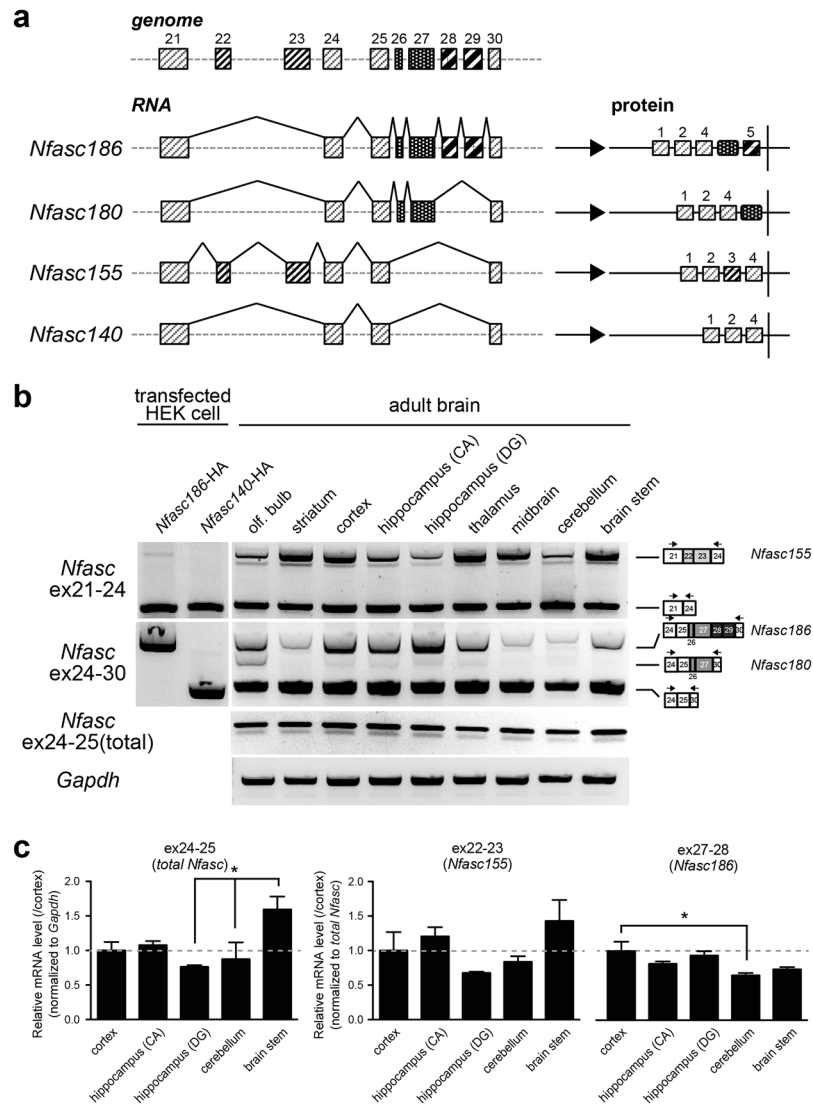 a
genome
21 22 23 24 25 26 27 28 29 30
RNA
protein
Nfasc186
1 2 4 5
Nfasc180
1 2 4
Nfasc155
1 2 3 4
Nfasc140
1 2 4
b
transfected
HEK cell
adult brain
Nfasc186-HA
Nfasc140-HA
olf. bulb
striatum
cortex
hippocampus (CA)
hippocampus (DG)
thalamus
midbrain
cerebellum
brain stem
Nfasc
ex21-24
21 22 23 24
Nfasc155
21 24
Nfasc
ex24-30
24 25 27 28 29 30
26
Nfasc186
24 25 27 30
26
Nfasc180
24 25 30
Nfasc
ex24-25(total)
Gapdh
c
ex24-25
(total Nfasc)
Relative mRNA level (/cortex)
(normalized to Gapdh)
2.0
1.5
1.0
0.5
0.0
*
cortex
hippocampus (CA)
hippocampus (DG)
cerebellum
brain stem
ex22-23
(Nfasc155)
Relative mRNA level (/cortex)
(normalized to total Nfasc)
2.0
1.5
1.0
0.5
0.0
cortex
hippocampus (CA)
hippocampus (DG)
cerebellum
brain stem
ex27-28
(Nfasc186)
2.0
1.5
1.0
0.5
0.0
*
cortex
hippocampus (CA)
hippocampus (DG)
cerebellum
brain stem